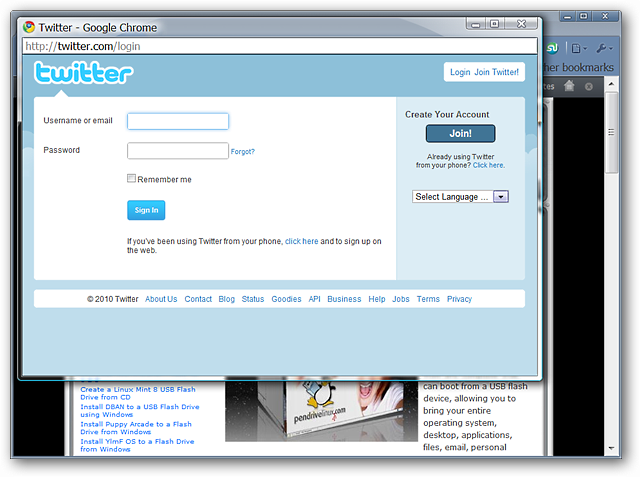 Twitter - Google Chrome
http://twitter.com/login
twitter
Login Join Twitter!
Username or email
Password
Forgot?
Remember me
Sign In
If you've been using Twitter from your phone, click here and to sign up on
the web.
Create Your Account
Join!
Already using Twitter
from your phone? Click here.
Select Language ...
© 2010 Twitter About Us Contact Blog Status Goodies API Business Help Jobs Terms Privacy
her bookmarks
tes
Create a Linux Mint 8 USB Flash
Drive from CD
Install DBAN to a USB Flash Drive
using Windows
Install Puppy Arcade to a Flash
Drive from Windows
Install YlmF OS to a Flash Drive
from Windows
pendrivelinux.com
can boot from a USB flash
device, allowing you to
bring your entire
operating system,
desktop, applications,
files, email, personal